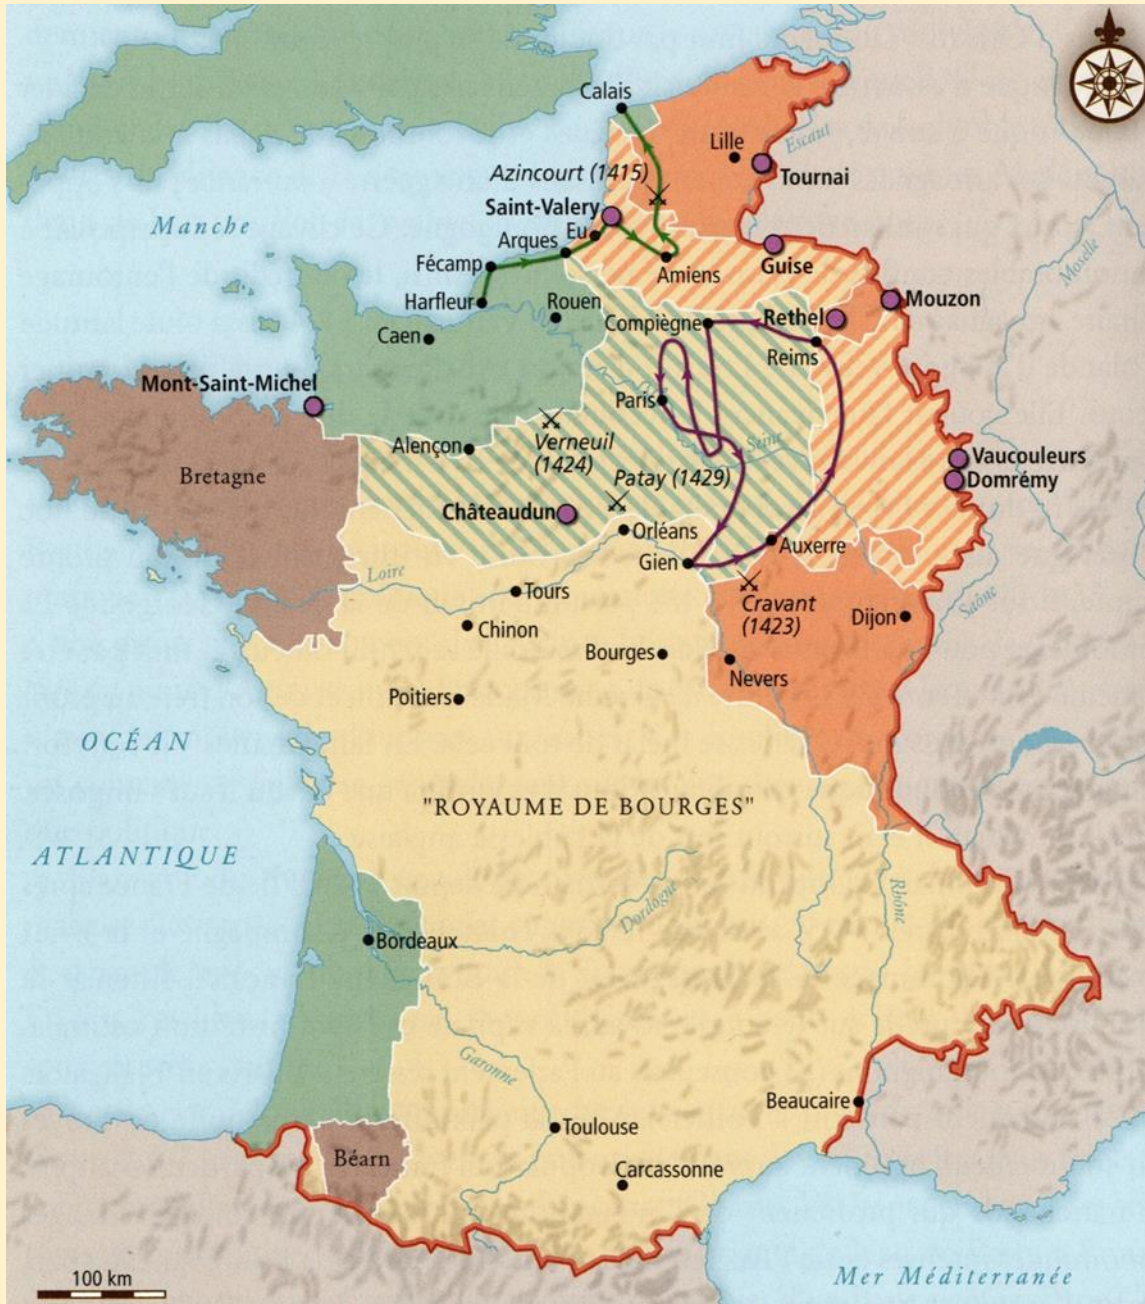 Calais
Lille
Escaut
Azincourt (1415)
Tournai
Saint-Valery
Manche
Eu
Arques
Amiens
Guise
Moselle
Fécamp
Harfleur
Rouen
Compiègne
Rethel
Mouzon
Caen
Reims
Mont-Saint-Michel
Paris
Alençon
Verneuil
(1424)
Seine
Vaucouleurs
Bretagne
Patay (1429)
Domrémy
Châteaudun
Orléans
Auxerre
Gien
Loire
Tours
Cravant
(1423)
Saône
Dijon
Chinon
Bourges
Nevers
Poitiers
OCÉAN
ATLANTIQUE
"ROYAUME DE BOURGES"
Dordogne
Rhône
Bordeaux
Garonne
Beaucaire
Toulouse
Béarn
Carcassonne
100 km
Mer Méditerranée